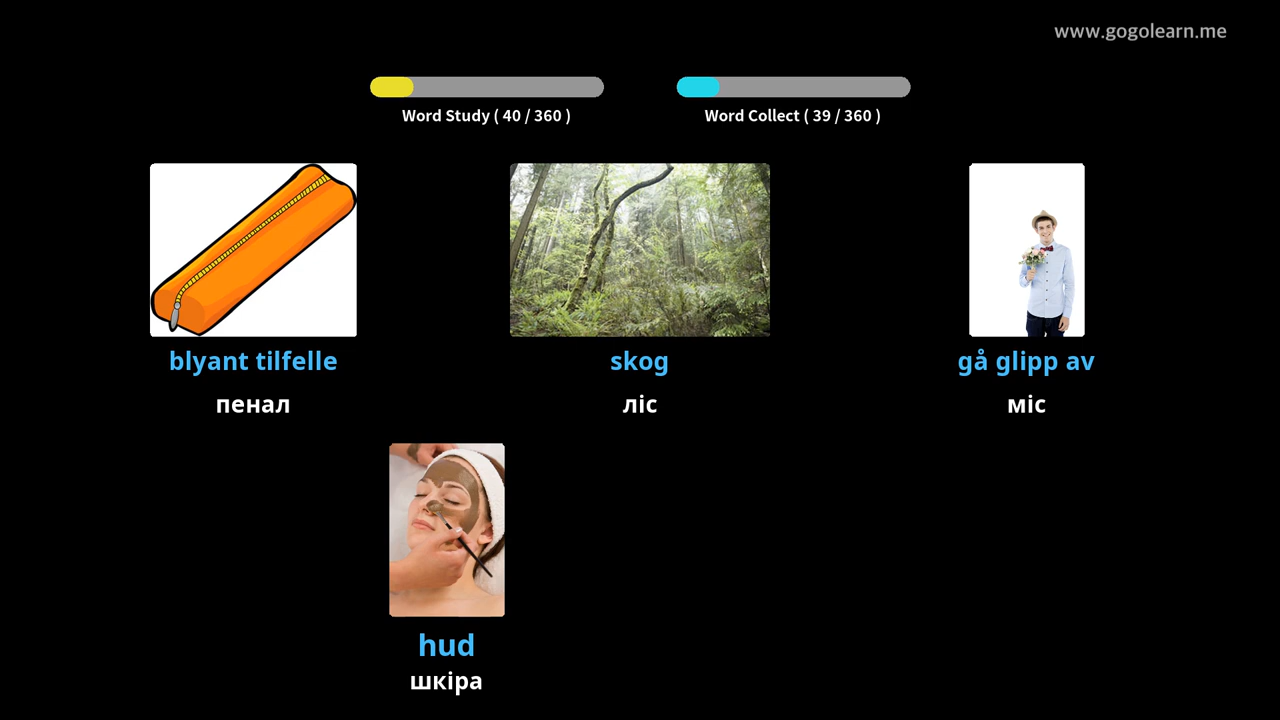 www.gogolearn.me
Word Study ( 40 / 360 )
Word Collect ( 39 / 360 )
blyant tilfelle
пенал
skog
ліс
gå glipp av
міс
hud
шкіра